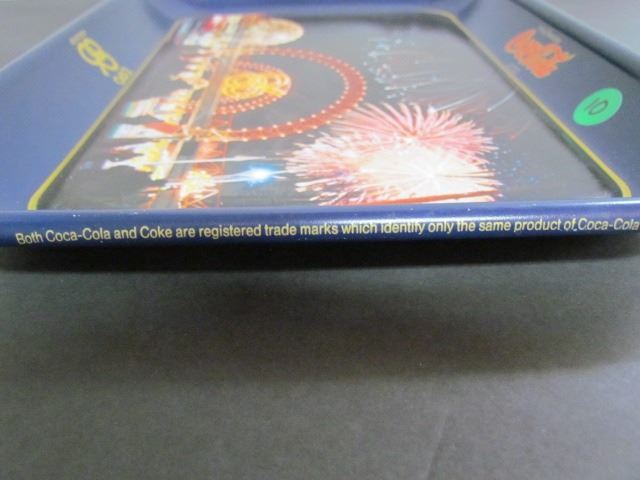 10
Both Coca-Cola and Coke are registered trade marks which identify only the same product of Coca-Cola